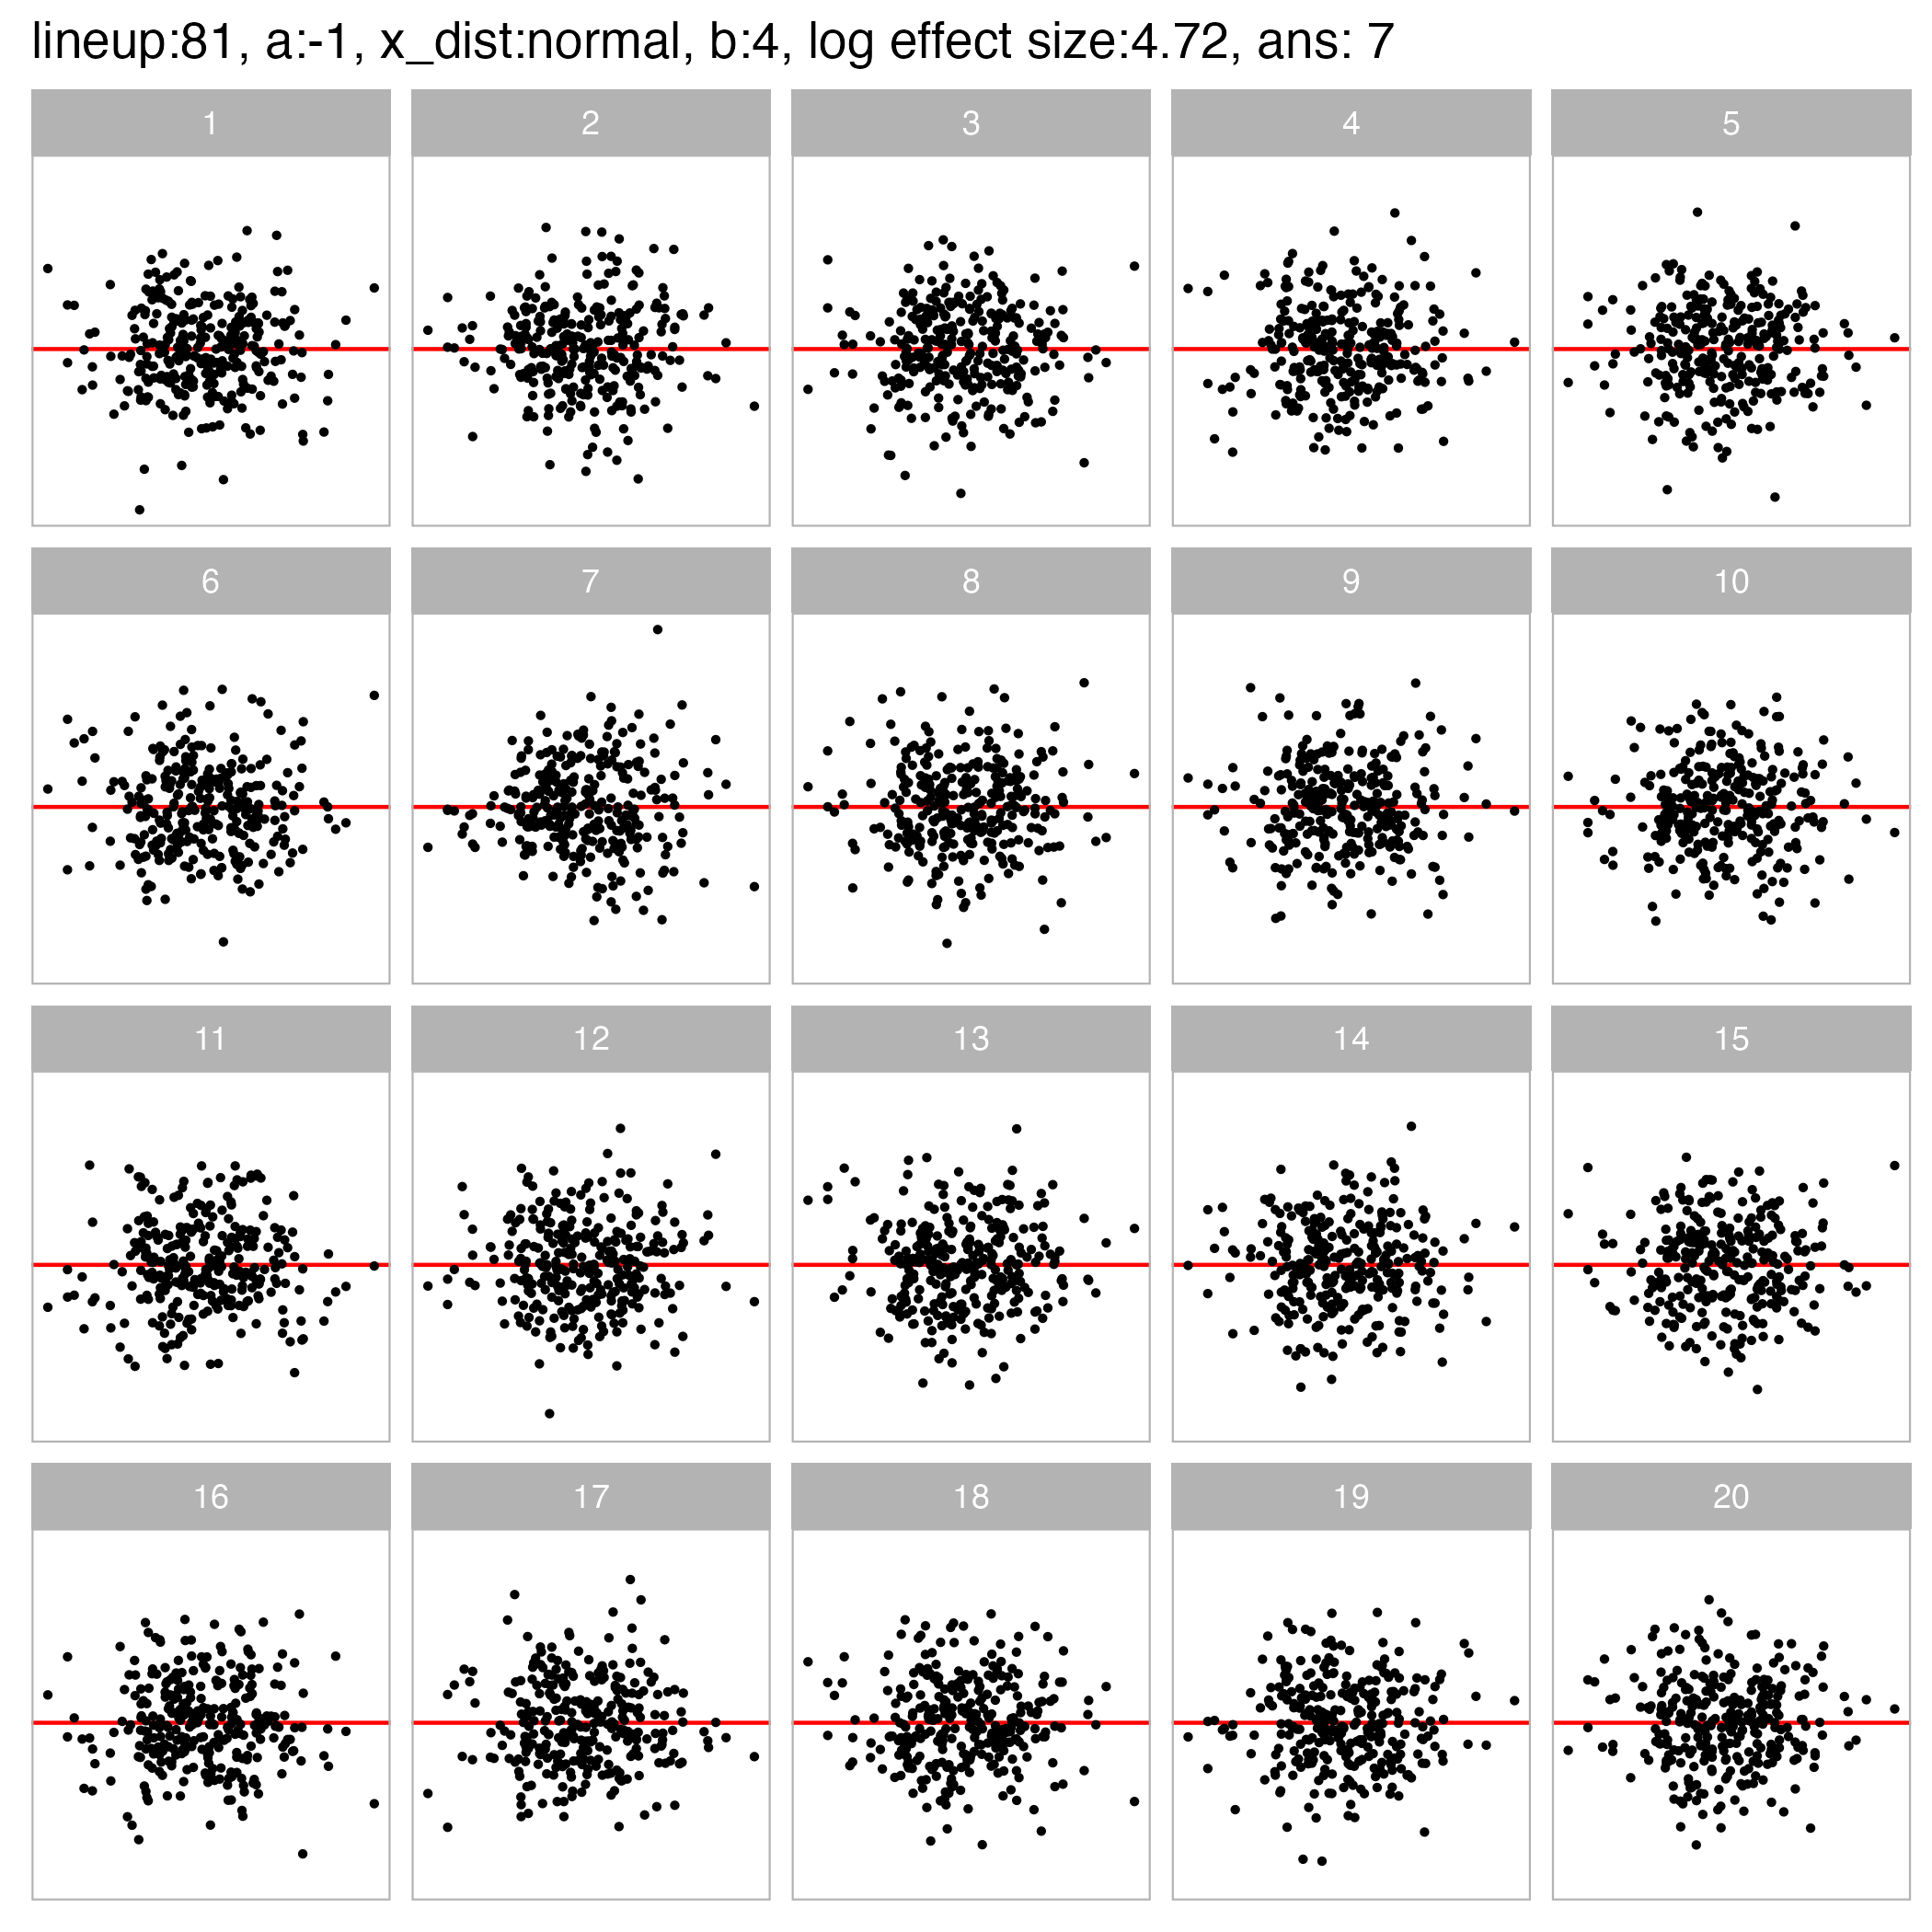 lineup:81, a:-1, x_dist:normal, b:4, log effect size:4.72, ans: 7
1 2 3 4 5
6 7 8 9 10
11 12 13 14 15
16 17 18 19 20